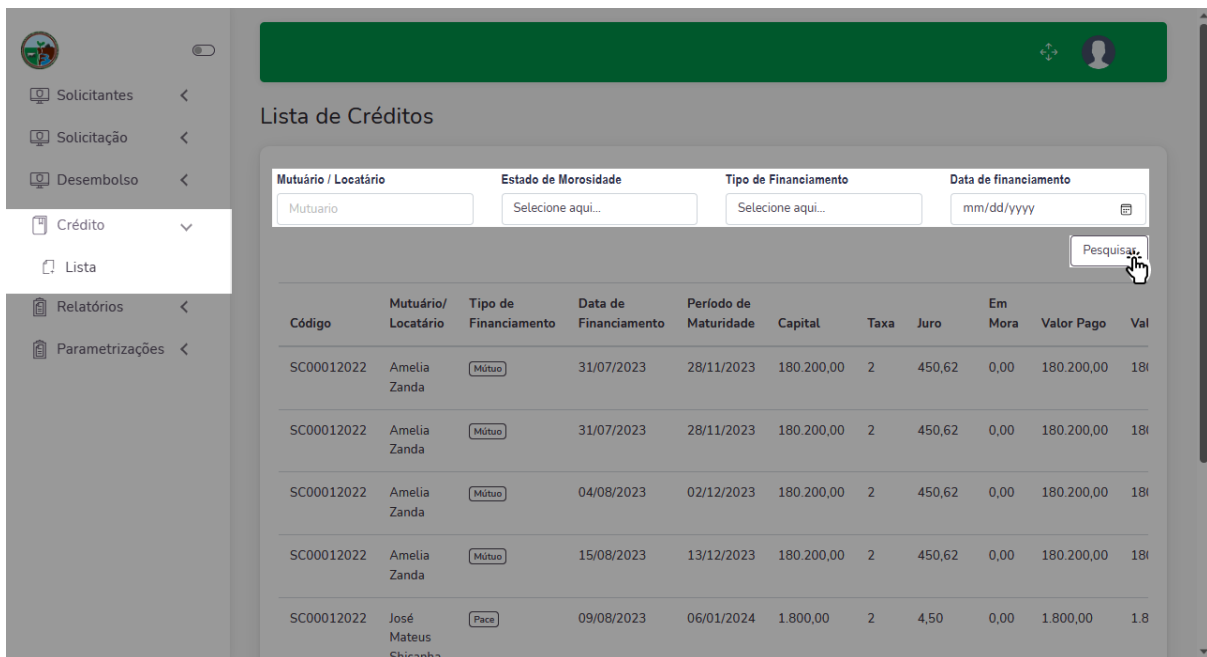 Solicitantes
Solicitação
Desembolso
Crédito
Lista
Relatórios
Parametrizações
Lista de Créditos
Mutuário / Locatário Estado de Morosidade Tipo de Financiamento Data de financiamento
Mutuario Selecione aqui... Selecione aqui... mm/dd/yyyy
Pesquisar
Mutuário/ Tipo de Data de Período de Em
Código Locatário Financiamento Financiamento Maturidade Capital Taxa Juro Mora Valor Pago Val
SC00012022 Amelia Mútuo 31/07/2023 28/11/2023 180.200,00 2 450,62 0,00 180.200,00
Zanda
SC00012022 Amelia Mútuo 31/07/2023 28/11/2023 180.200,00 2 450,62 0,00 180.200,00
Zanda
SC00012022 Amelia Mútuo 04/08/2023 02/12/2023 180.200,00 2 450,62 0,00 180.200,00
Zanda
SC00012022 Amelia Mútuo 15/08/2023 13/12/2023 180.200,00 2 450,62 0,00 180.200,00
Zanda
SC00012022 José Pace 09/08/2023 06/01/2024 1.800,00 2 4,50 0,00 1.800,00 1.8
Mateus